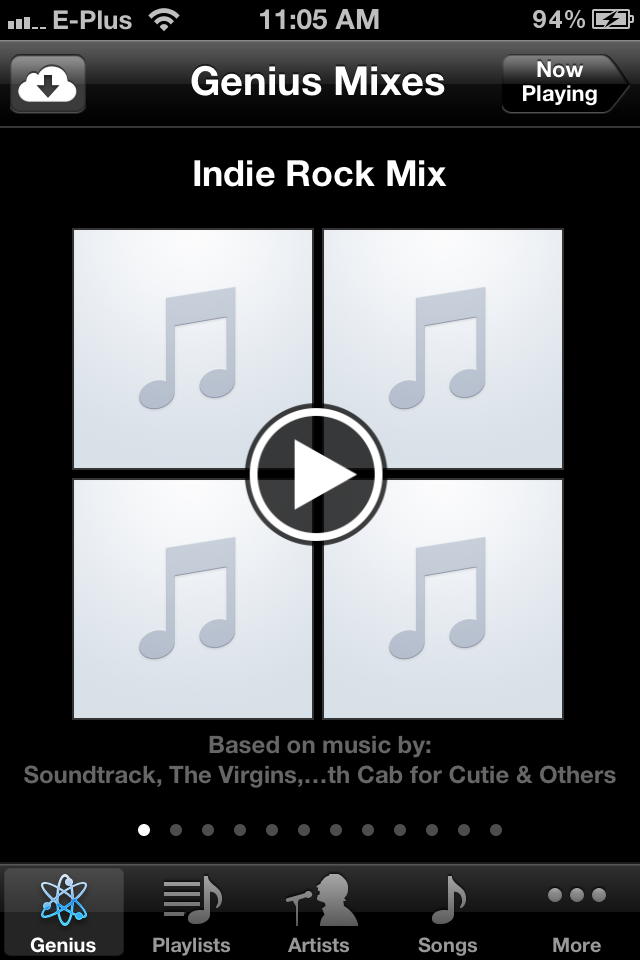 E-Plus 11:05 AM 94%
Genius Mixes
Now
Playing
Indie Rock Mix
Based on music by:
Soundtrack, The Virgins,...th Cab for Cutie & Others
Genius Playlists Artists Songs More